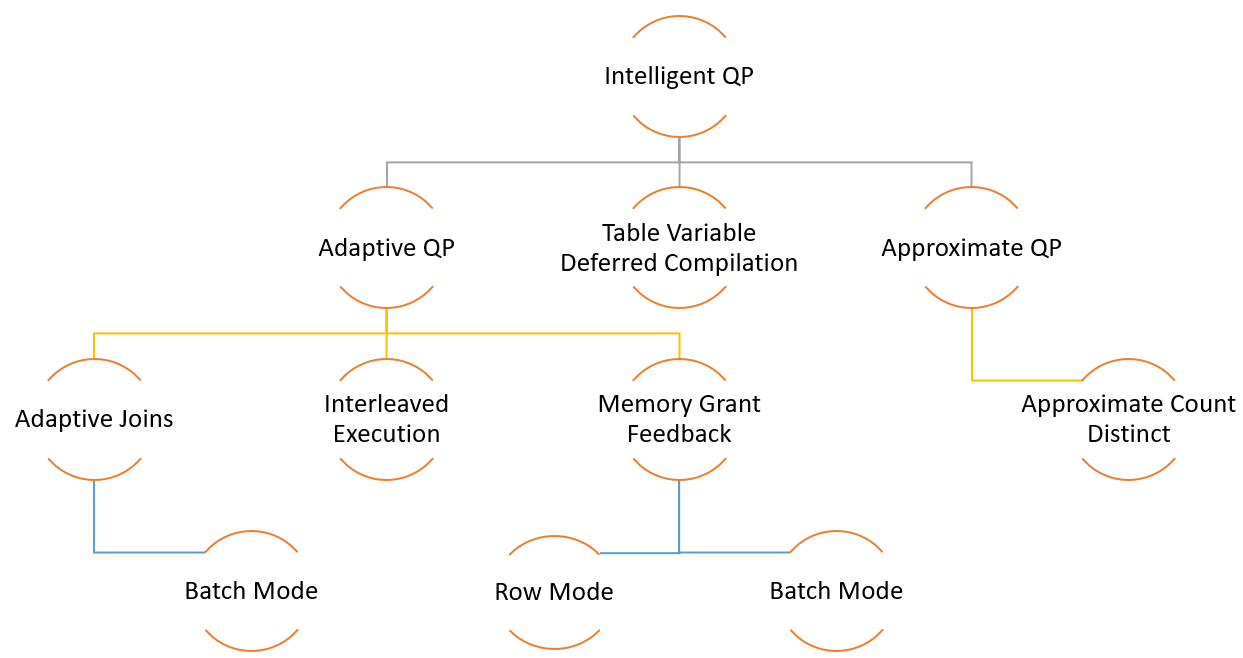 Intelligent QP
Adaptive QP
Table Variable
Deferred Compilation
Approximate QP
Adaptive Joins
Interleaved
Execution
Memory Grant
Feedback
Approximate Count
Distinct
Batch Mode
Row Mode
Batch Mode